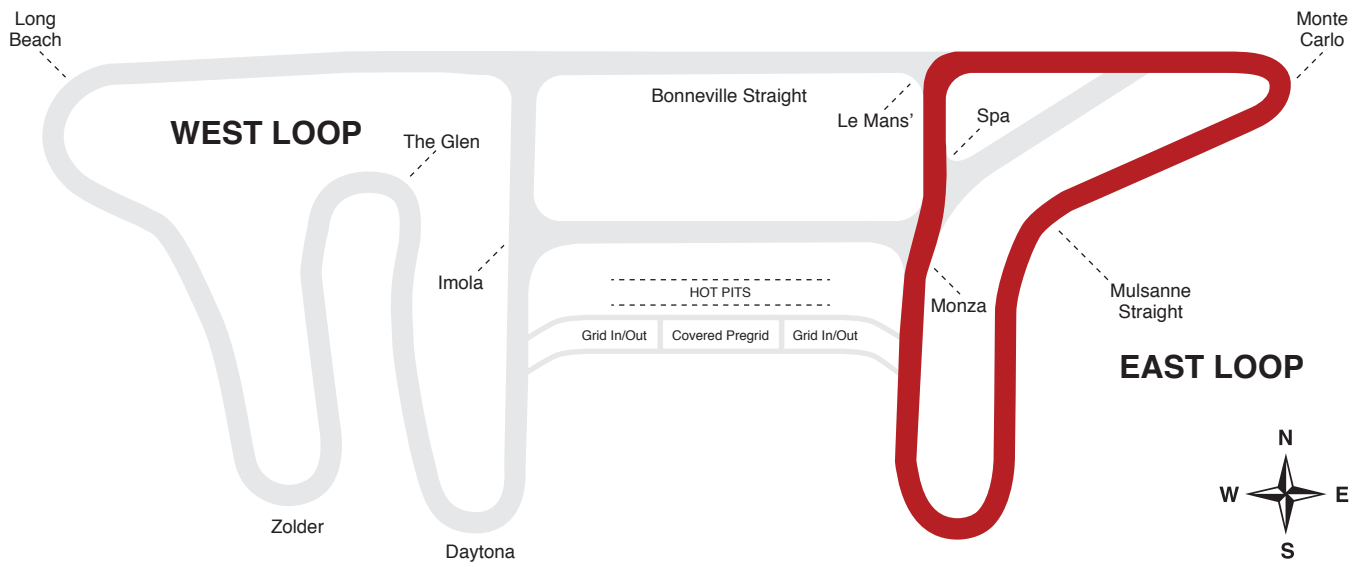 Long
Beach
Monte
Carlo
Bonneville Straight
WEST LOOP
Le Mans'
Spa
The Glen
Imola
HOT PITS
Monza
Mulsanne
Straight
Grid In/Out
Covered Pregrid
Grid In/Out
EAST LOOP
N
W
E
S
Zolder
Daytona